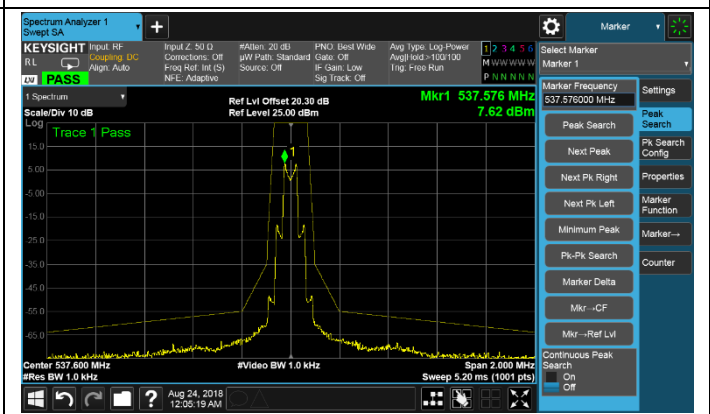 Spectrum Analyzer 1
Swept SA
+
Marker
KEYSIGHT
RL
LXI PASS
Input: RF
Coupling: DC
Align: Auto
Input Z: 50 Ω
Corrections: Off
Freq Ref: Int (S)
NFE: Adaptive
#Atten: 20 dB
µW Path: Standard
Source: Off
PNO: Best Wide
Gate: Off
IF Gain: Low
Sig Track: Off
Avg Type: Log-Power
Avg|Hold:>100/100
Trig: Free Run
1 2 3 4 5 6
M W W W W W
P N N N N N
Select Marker
Marker 1
1 Spectrum
Scale/Div 10 dB
Log
Ref Lvl Offset 20.30 dB
Ref Level 25.00 dBm
Mkr1 537.576 MHz
7.62 dBm
Trace 1 Pass
1
15.0
5.00
-5.00
-15.0
-25.0
-35.0
-45.0
-55.0
-65.0
Center 537.600 MHz
#Res BW 1.0 kHz
#Video BW 1.0 kHz
Span 2.000 MHz
Sweep 5.20 ms (1001 pts)
Marker Frequency
537.576000 MHz
Peak Search
Next Peak
Next Pk Right
Next Pk Left
Minimum Peak
Pk-Pk Search
Marker Delta
Mkr→CF
Mkr→Ref Lvl
Continuous Peak
Search
On
Off
Settings
Peak
Search
Pk Search
Config
Properties
Marker
Function
Marker→
Counter
?
Aug 24, 2018
12:05:19 AM